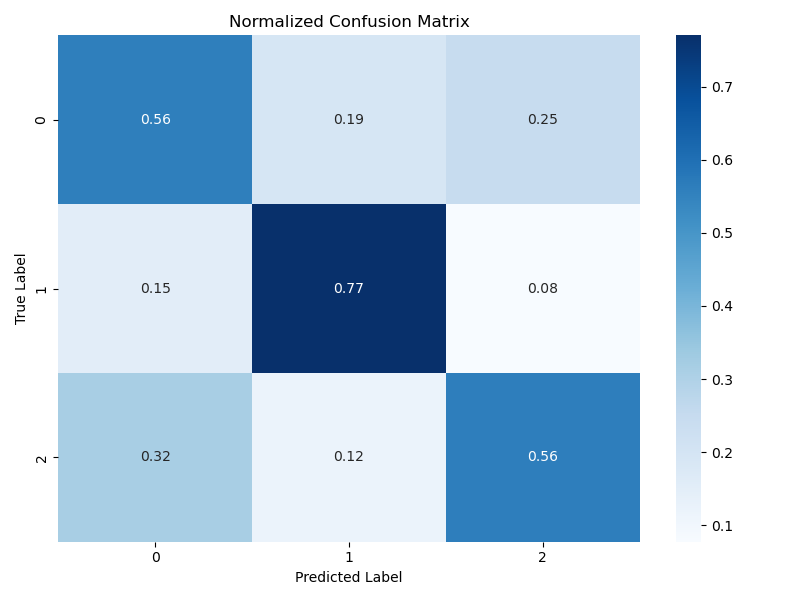 Normalized Confusion Matrix
0 0.56 0.19 0.25
1 0.15 0.77 0.08
2 0.32 0.12 0.56
0 1 2
True Label
Predicted Label
0.7
0.6
0.5
0.4
0.3
0.2
0.1